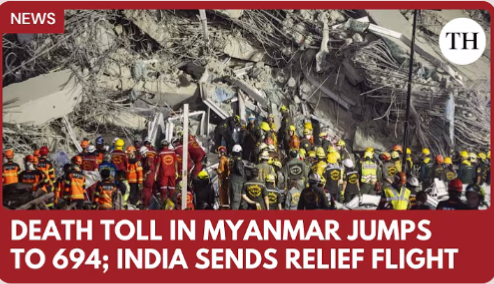 NEWS
TH
DEATH TOLL IN MYANMAR JUMPS
TO 694; INDIA SENDS RELIEF FLIGHT